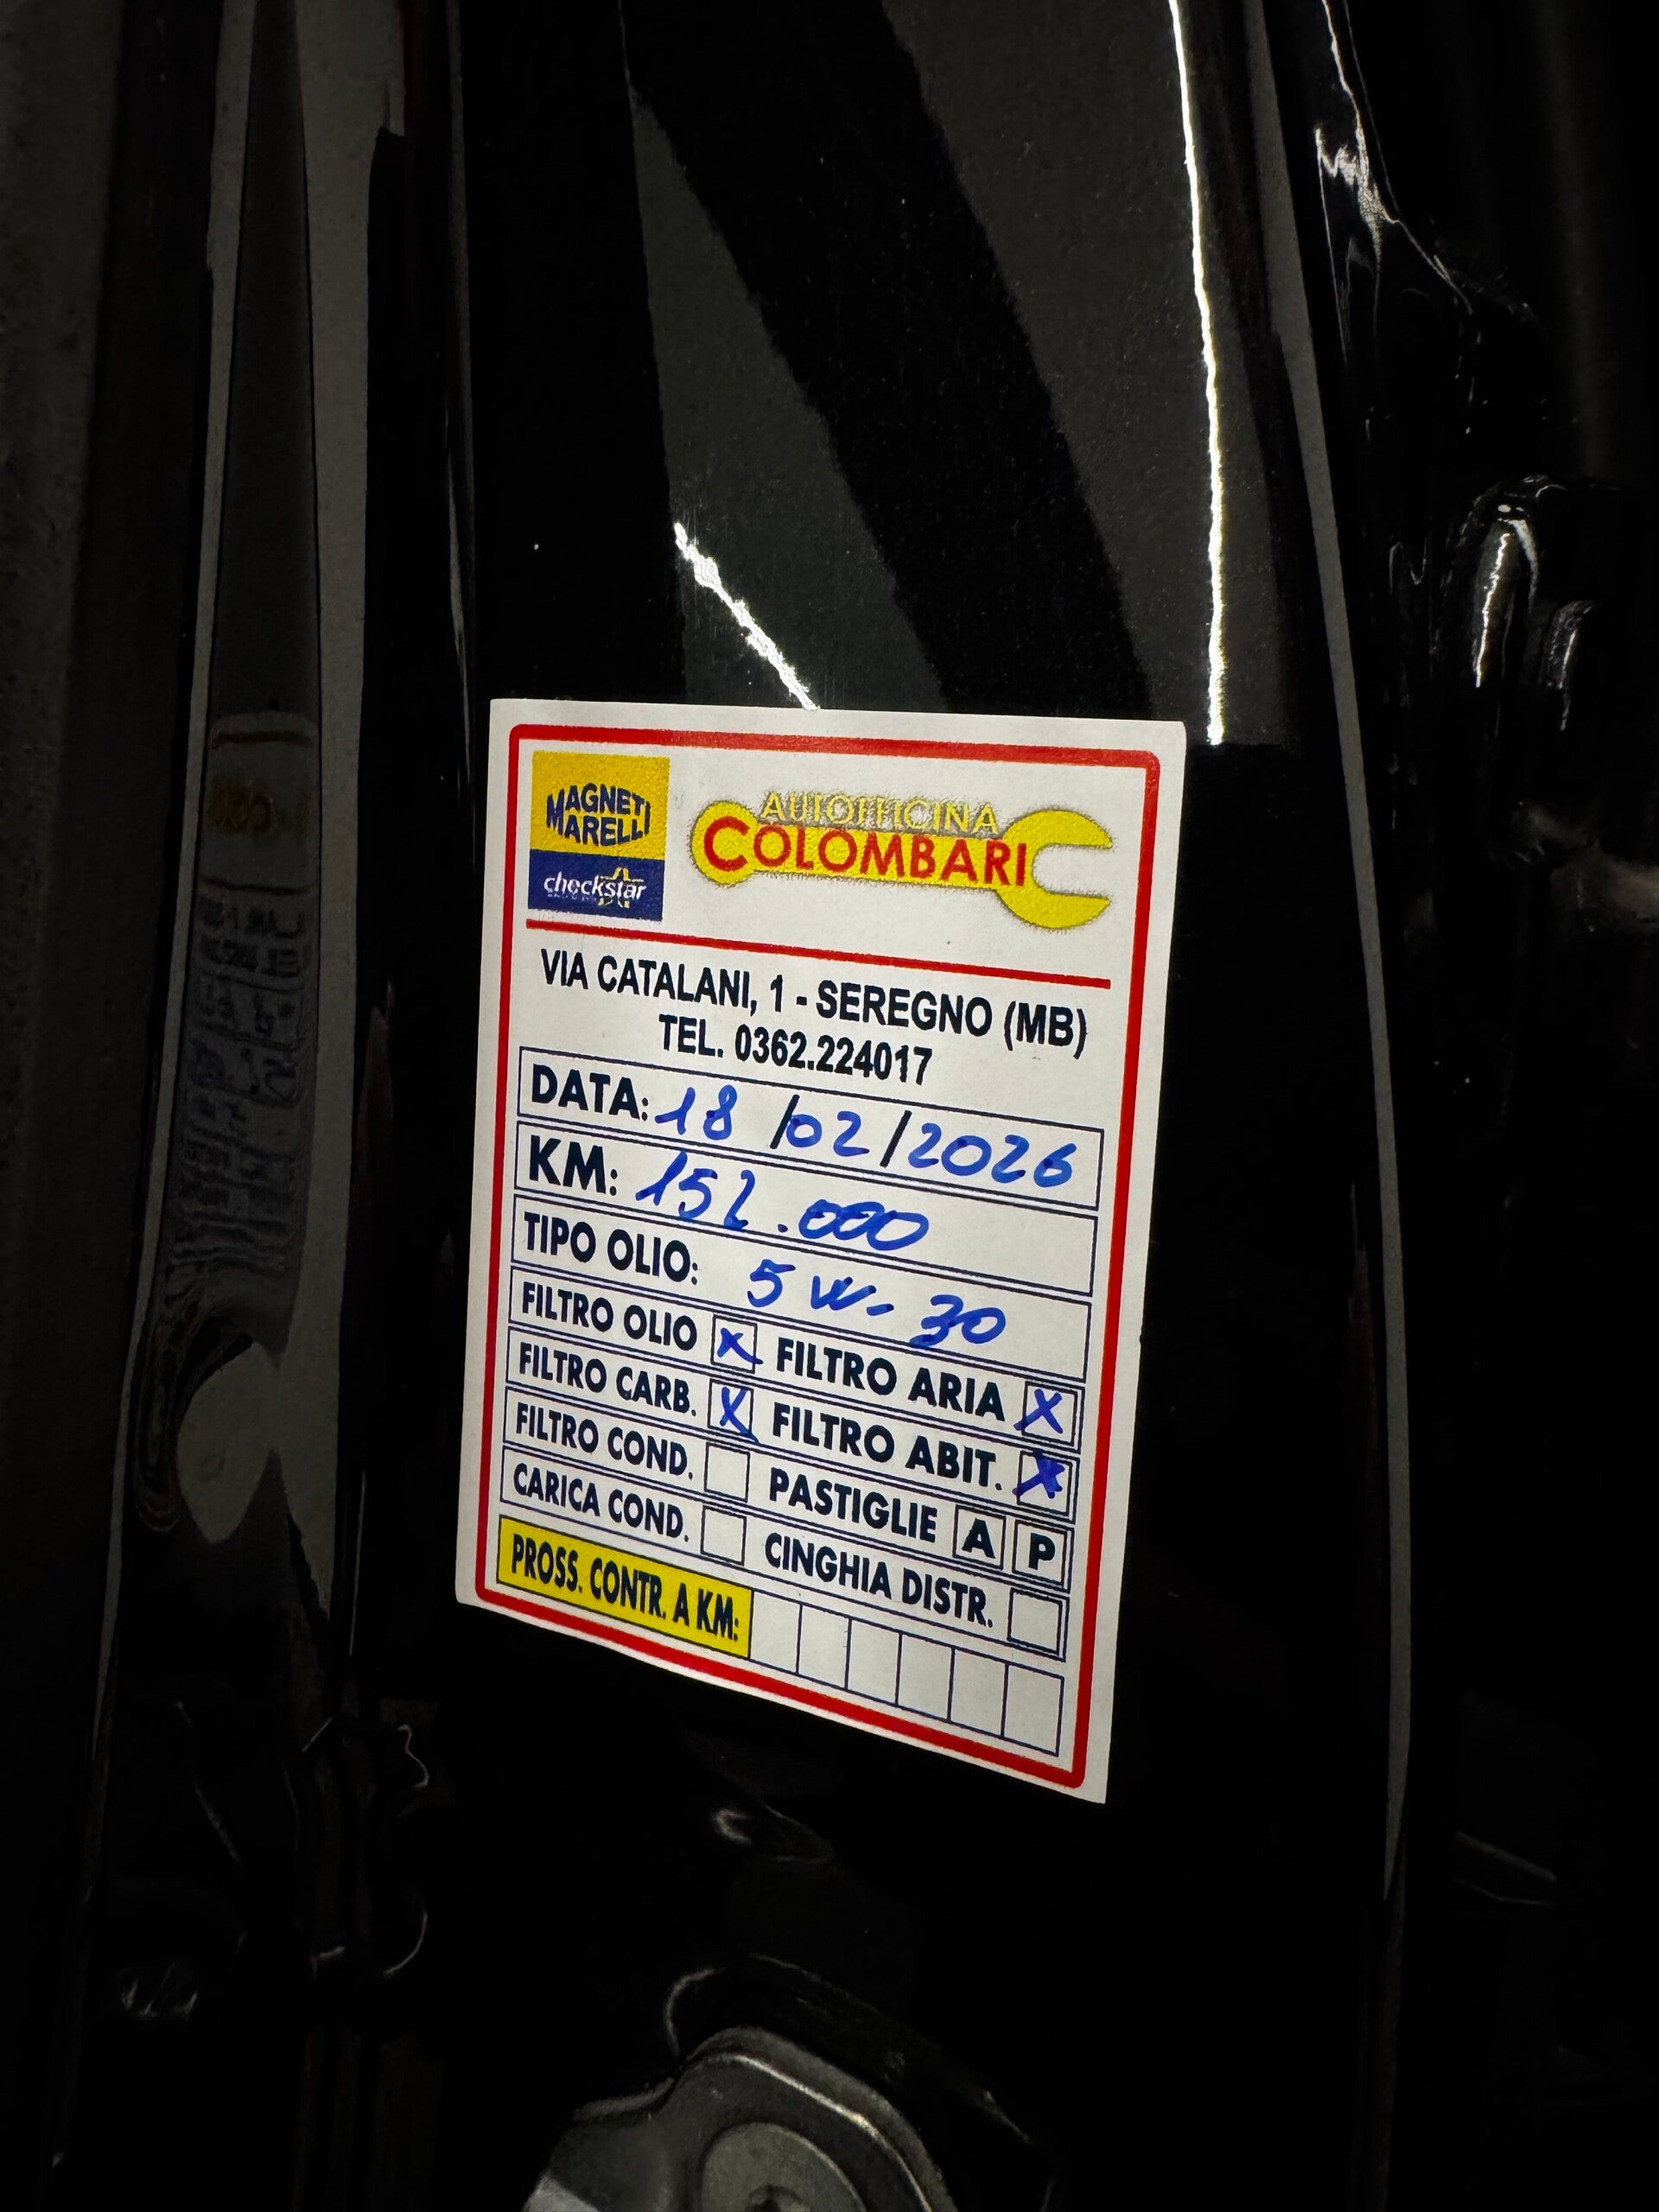 MAGNETI
MARELLI
checkstar
AUTOFFICINA
COLOMBARI
VIA CATALANI, 1 - SEREGNO (MB)
TEL. 0362.224017
DATA: 18/02/2026
KM: 152.000
TIPO OLIO: 5W-30
FILTRO OLIO X FILTRO ARIA X
FILTRO CARB. X FILTRO ABIT. X
FILTRO COND. PASTIGLIE A P
CARICA COND. CINGHIA DISTR.
PROSS. CONTR. A KM: